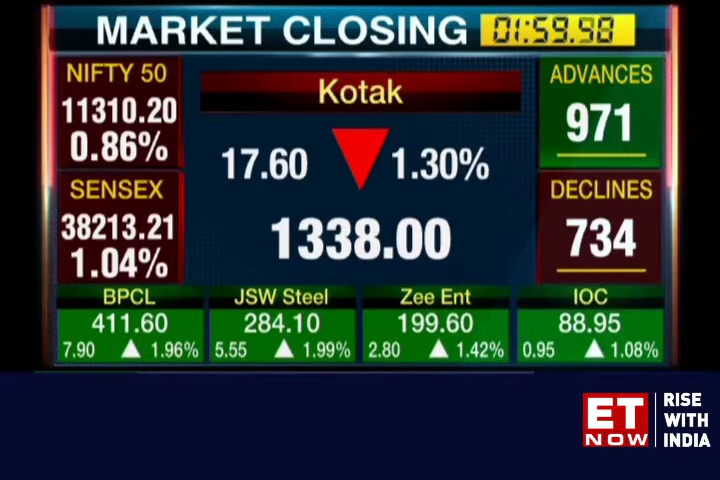 MARKET CLOSING 01:59.58
NIFTY 50
11310.20
0.86%
SENSEX
38213.21
1.04%
Kotak
17.60 ▼ 1.30%
1338.00
ADVANCES
971
DECLINES
734
BPCL
411.60
7.90 ▲ 1.96%
JSW Steel
284.10
5.55 ▲ 1.99%
Zee Ent
199.60
2.80 ▲ 1.42%
IOC
88.95
0.95 ▲ 1.08%
ET
NOW
RISE
WITH
INDIA